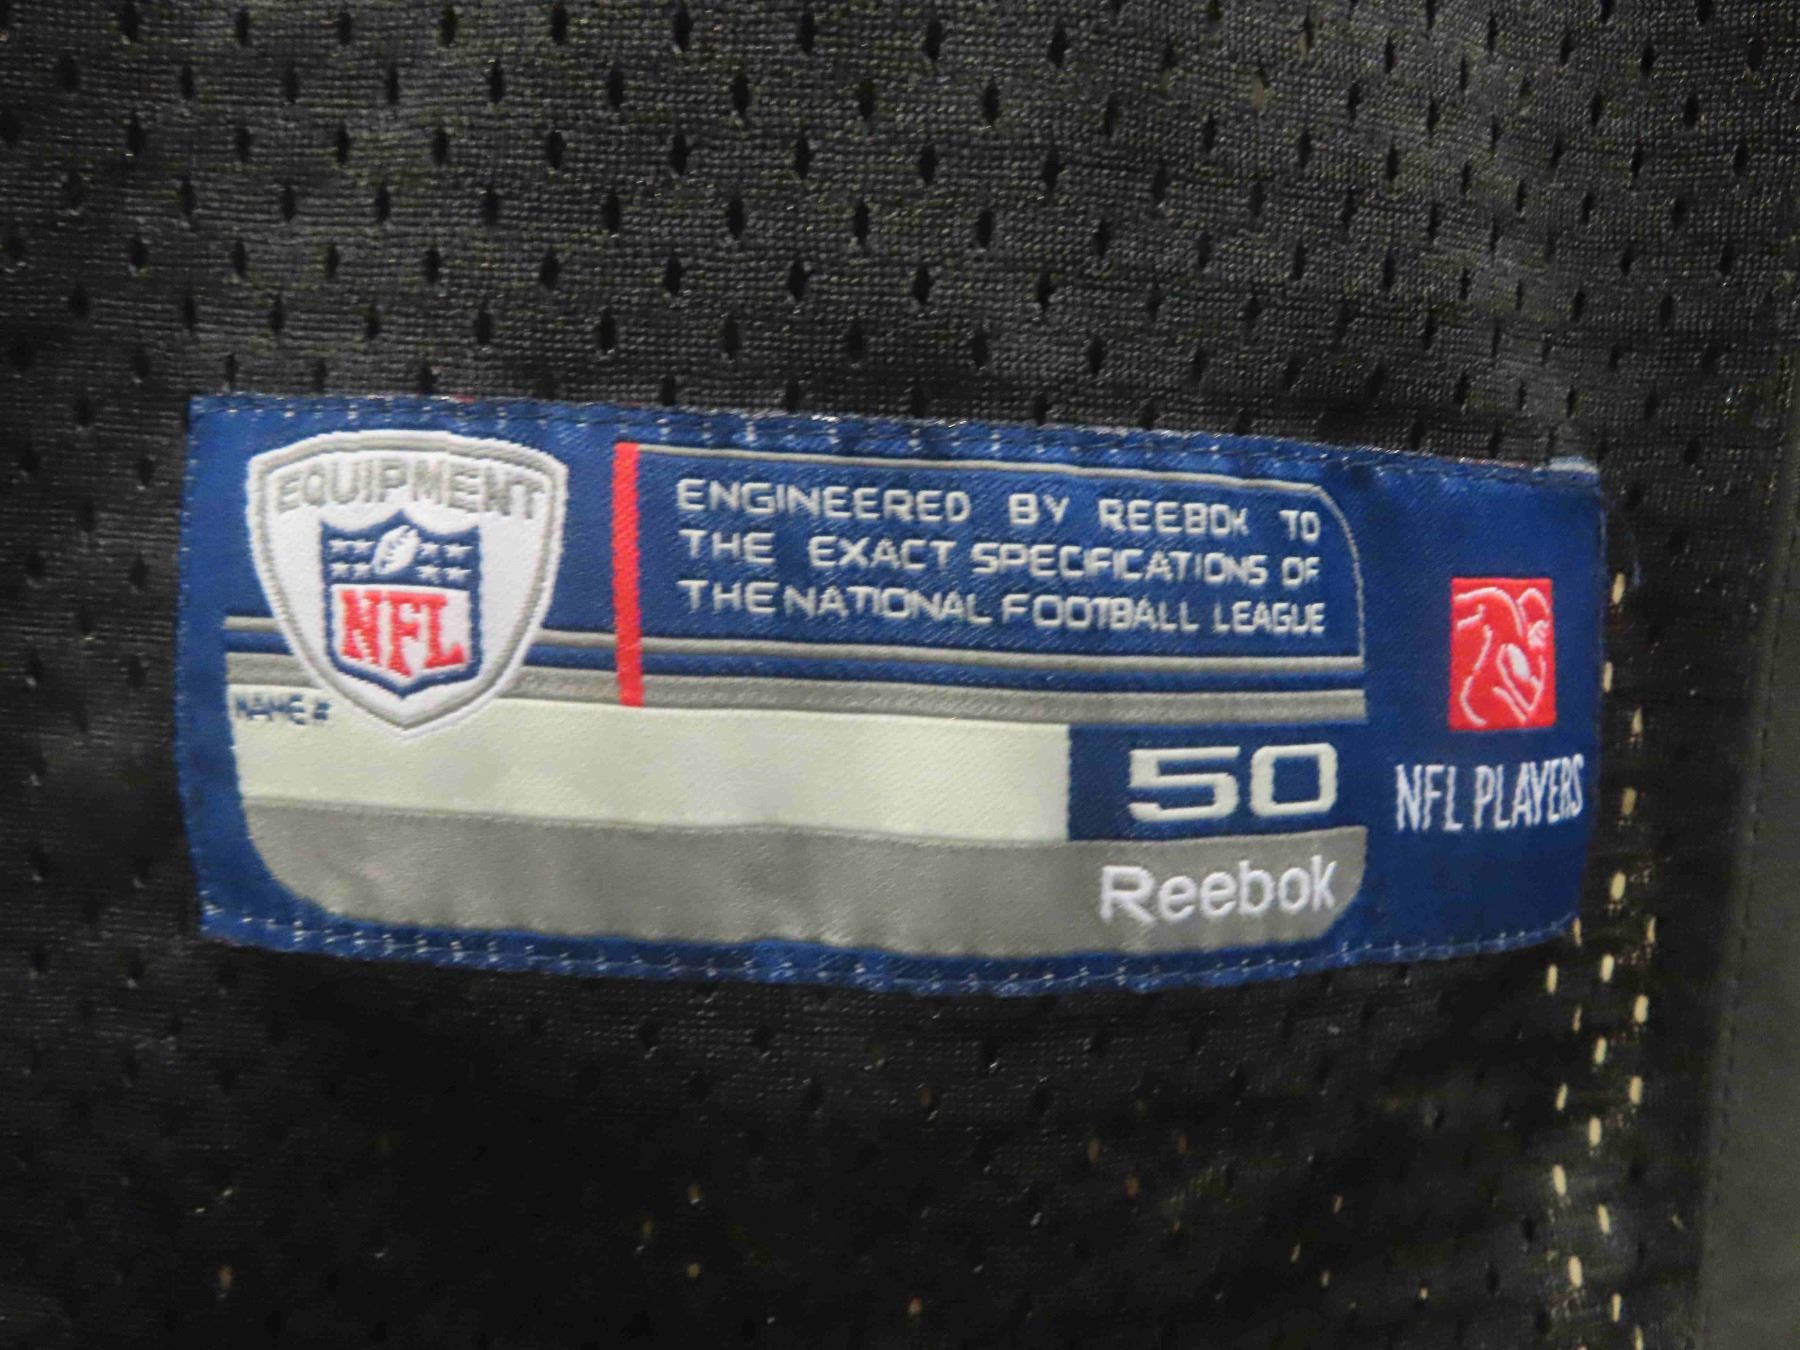 EQUIPMENT
NFL
ENGINEERED BY REEBOK TO
THE EXACT SPECIFICATIONS OF
THE NATIONAL FOOTBALL LEAGUE
NAME #
50
Reebok
NFL PLAYERS